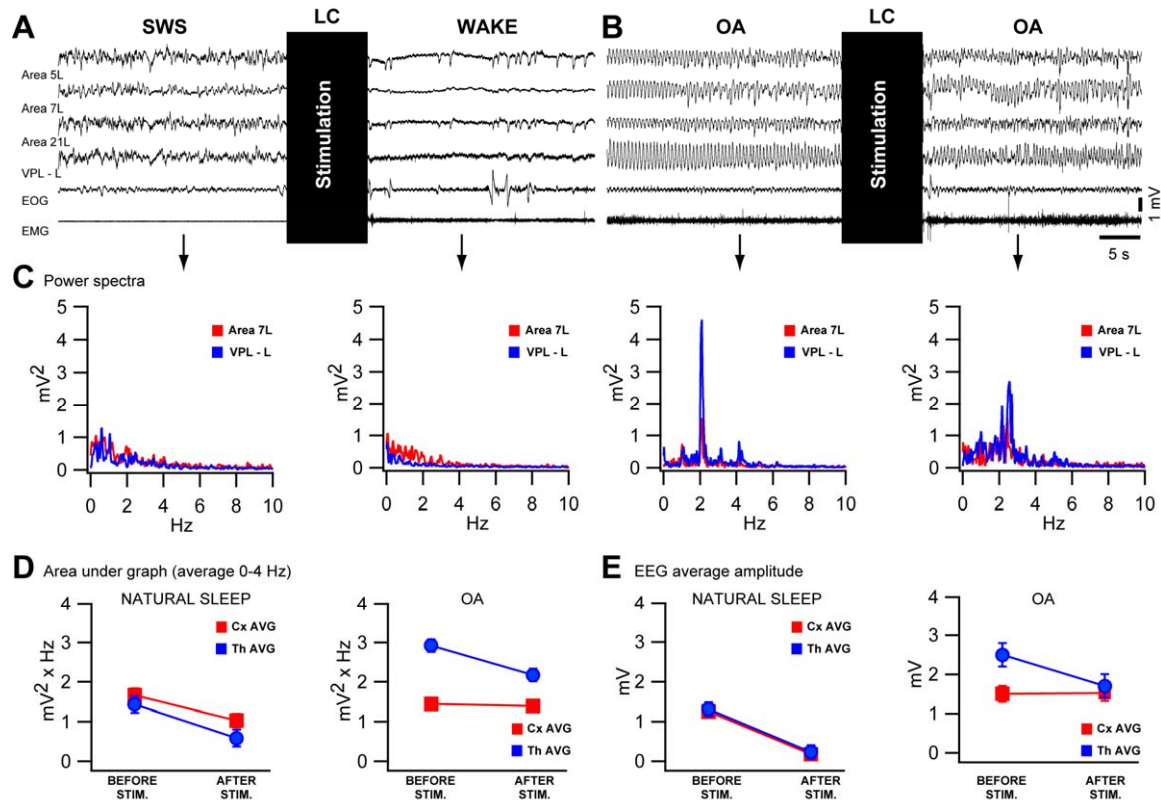 A
SWS
LC
WAKE
B
OA
LC
OA
Area 5L
Area 7L
Area 21L
VPL - L
EOG
EMG
Stimulation
Stimulation
1 mV
5 s
C Power spectra
5
4
3
2
1
0
mV2
Area 7L
VPL - L
0 2 4 6 8 10
Hz
5
4
3
2
1
0
mV2
Area 7L
VPL - L
0 2 4 6 8 10
Hz
5
4
3
2
1
0
mV2
Area 7L
VPL - L
0 2 4 6 8 10
Hz
5
4
3
2
1
0
mV2
Area 7L
VPL - L
0 2 4 6 8 10
Hz
D Area under graph (average 0-4 Hz)
NATURAL SLEEP
4
3
2
1
0
mV2 x Hz
Cx AVG
Th AVG
BEFORE
STIM.
AFTER
STIM.
OA
4
3
2
1
0
mV2 x Hz
Cx AVG
Th AVG
BEFORE
STIM.
AFTER
STIM.
E EEG average amplitude
NATURAL SLEEP
4
3
2
1
0
mV
Cx AVG
Th AVG
BEFORE
STIM.
AFTER
STIM.
OA
4
3
2
1
0
mV
Cx AVG
Th AVG
BEFORE
STIM.
AFTER
STIM.